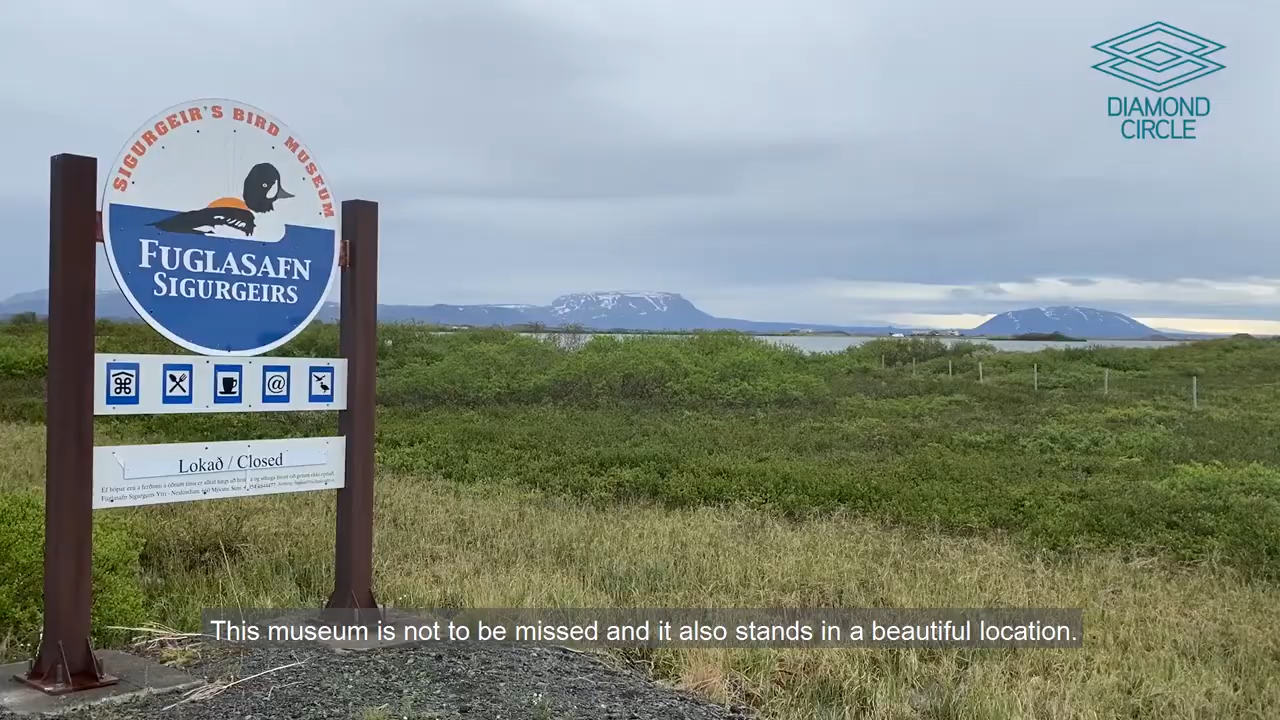 SIGURGEIR'S BIRD MUSEUM
FUGLASAFN
SIGURGEIRS
@
Lokað / Closed
DIAMOND
CIRCLE
This museum is not to be missed and it also stands in a beautiful location.